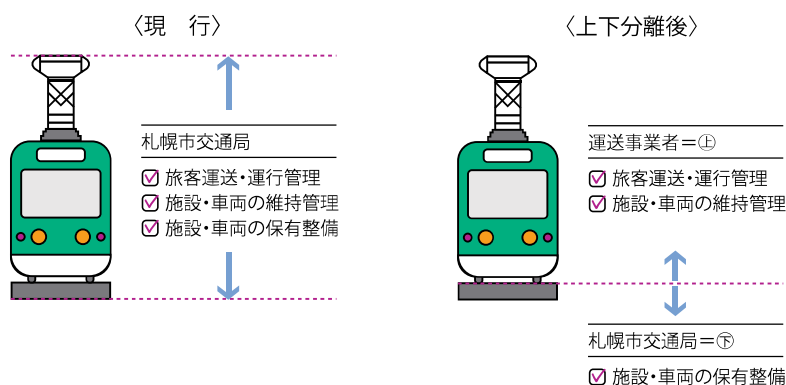 〈現　行〉
札幌市交通局
旅客運送・運行管理
施設・車両の維持管理
施設・車両の保有整備
〈上下分離後〉
運送事業者＝㊤
旅客運送・運行管理
施設・車両の維持管理
札幌市交通局＝㊦
施設・車両の保有整備